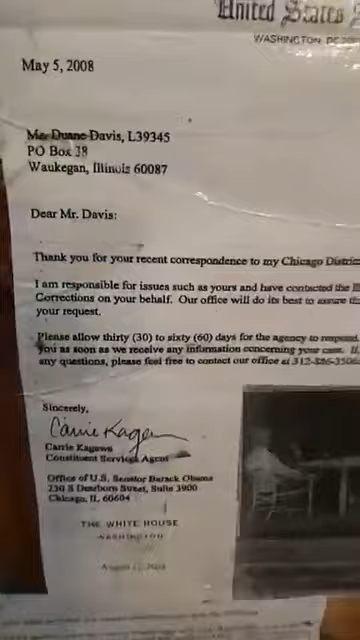 United States
WASHINGTON, DC
May 5, 2008
Mr. Duane Davis, L39345
PO Box 38
Waukegan, Illinois 60087
Dear Mr. Davis:
Thank you for your recent correspondence to my Chicago
I am responsible for issues such as yours and have contacted the
Corrections on your behalf. Our office will do its best to assure
your request.
Please allow thirty (30) to sixty (60) days for the agency to respond.
you as soon as we receive any information concerning your case.
any questions, please feel free to contact our office at
Sincerely,
Carrie Kagawa
Carrie Kagawa
Constituent Services Agent
Office of U.S. Senator Barack Obama
230 S Dearborn Street, Suite 3900
Chicago, IL 60604
THE WHITE HOUSE
WASHINGTON
August